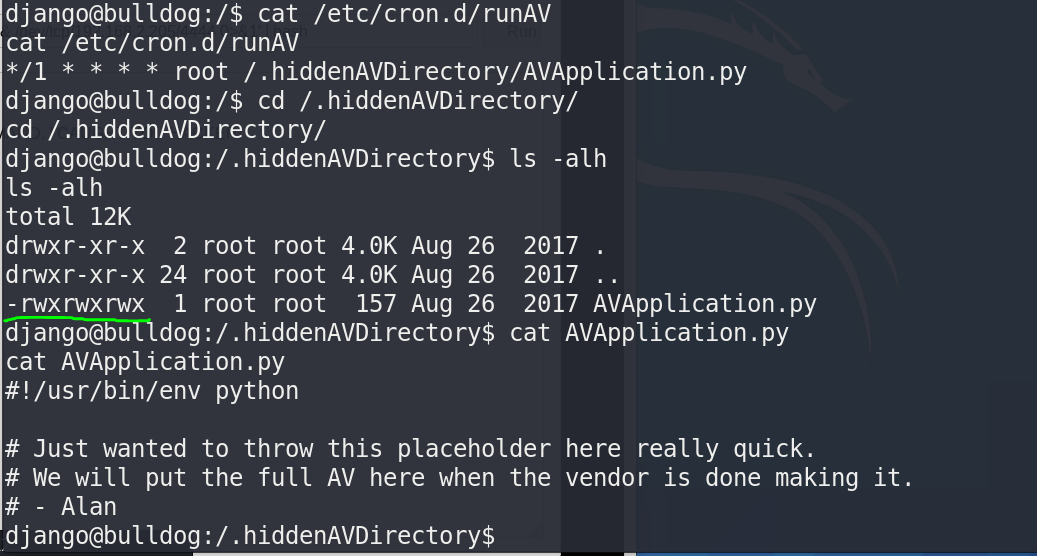 django@bulldog:/$ cat /etc/cron.d/runAV
cat /etc/cron.d/runAV
*/1 * * * * root /.hiddenAVDirectory/AVApplication.py
django@bulldog:/$ cd /.hiddenAVDirectory/
cd /.hiddenAVDirectory/
django@bulldog:/.hiddenAVDirectory$ ls -alh
ls -alh
total 12K
drwxr-xr-x  2 root root 4.0K Aug 26  2017 .
drwxr-xr-x 24 root root 4.0K Aug 26  2017 ..
-rwxrwxrwx  1 root root  157 Aug 26  2017 AVApplication.py
django@bulldog:/.hiddenAVDirectory$ cat AVApplication.py
cat AVApplication.py
#!/usr/bin/env python

# Just wanted to throw this placeholder here really quick.
# We will put the full AV here when the vendor is done making it.
# - Alan
django@bulldog:/.hiddenAVDirectory$